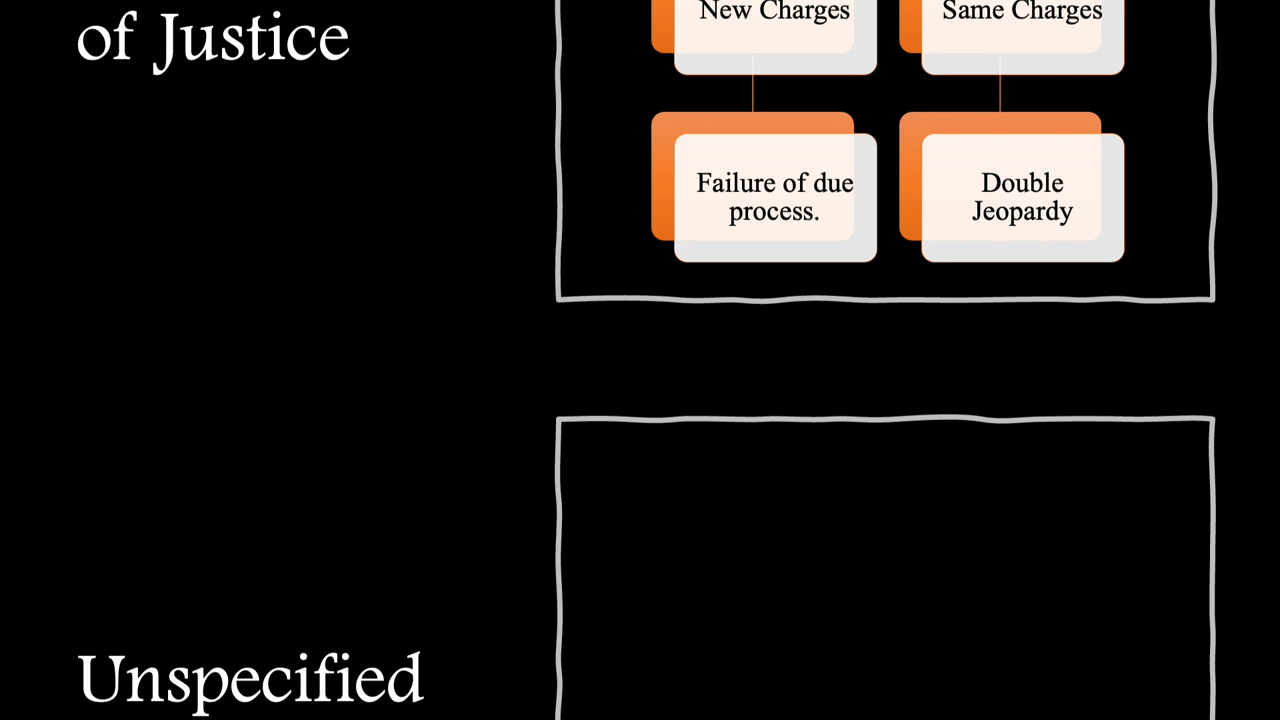 of Justice
New Charges
Same Charges
Failure of due
process.
Double
Jeopardy
Unspecified